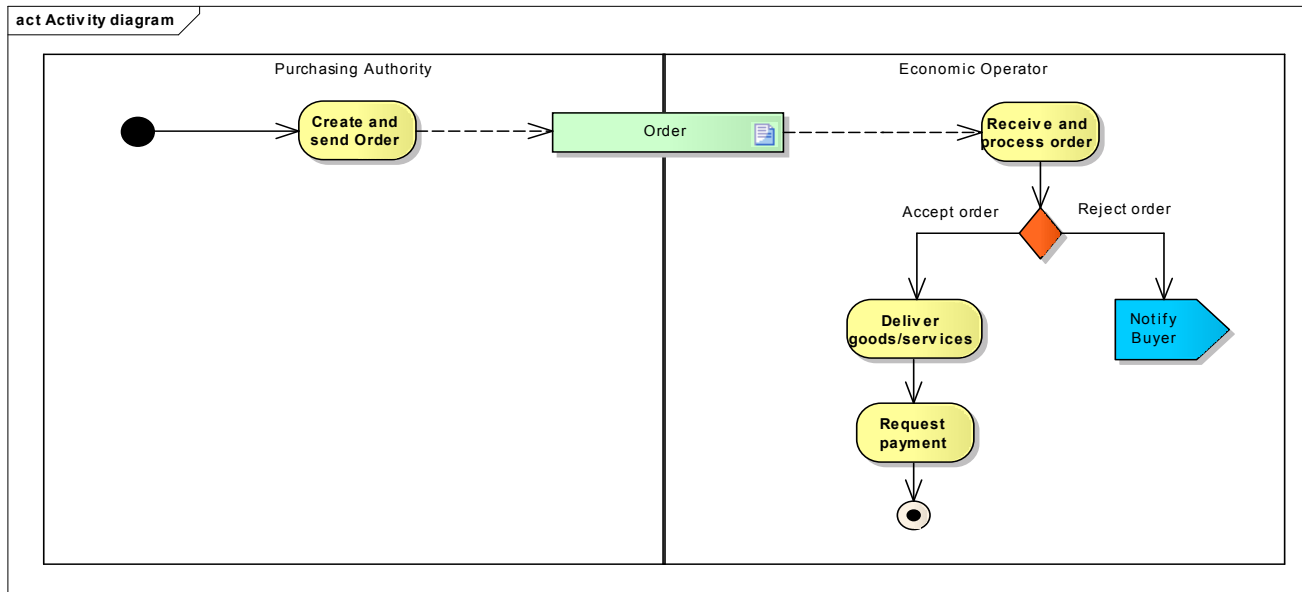 act Activity diagram
Purchasing Authority
Economic Operator
Create and
send Order
Order
Receive and
process order
Accept order
Reject order
Deliver
goods/services
Notify
Buyer
Request
payment